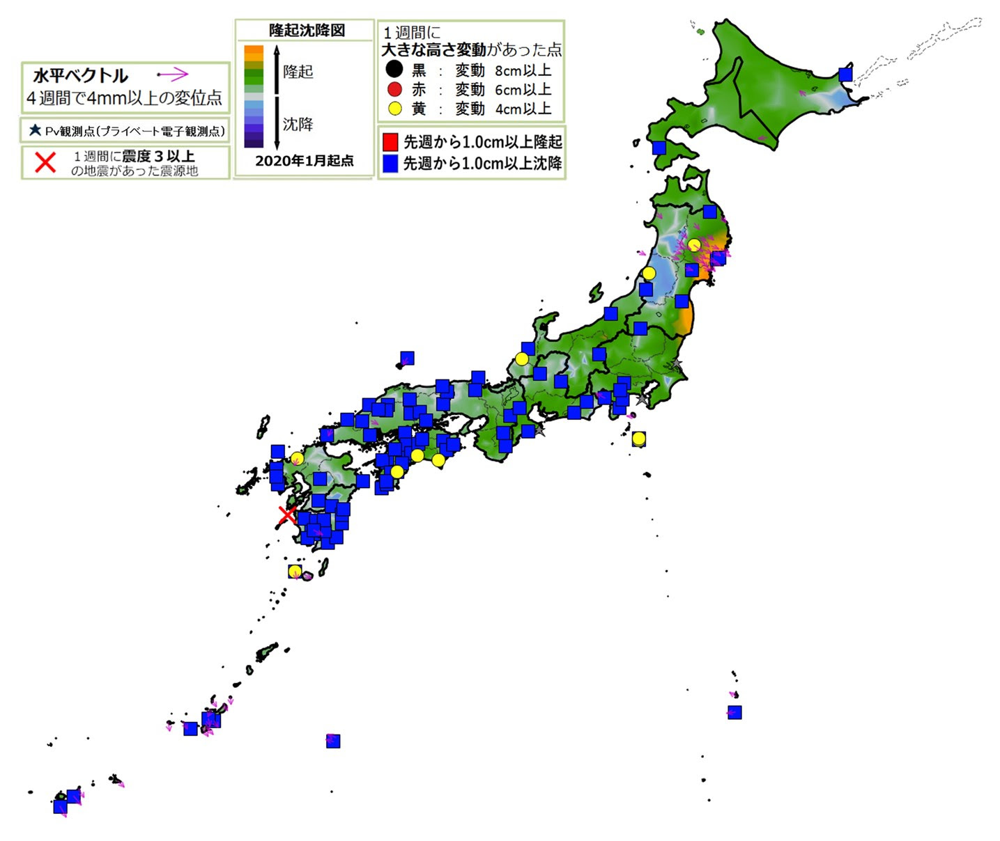 水平ベクトル
４週間で4mm以上の変位点
Pv観測点(プライベート電子観測点)
１週間に震度３以上
の地震があった震源地
隆起沈降図
隆起
沈降
2020年1月起点
１週間に
大きな高さ変動があった点
黒 ： 変動 8cm以上
赤 ： 変動 6cm以上
黄 ： 変動 4cm以上
先週から1.0cm以上隆起
先週から1.0cm以上沈降